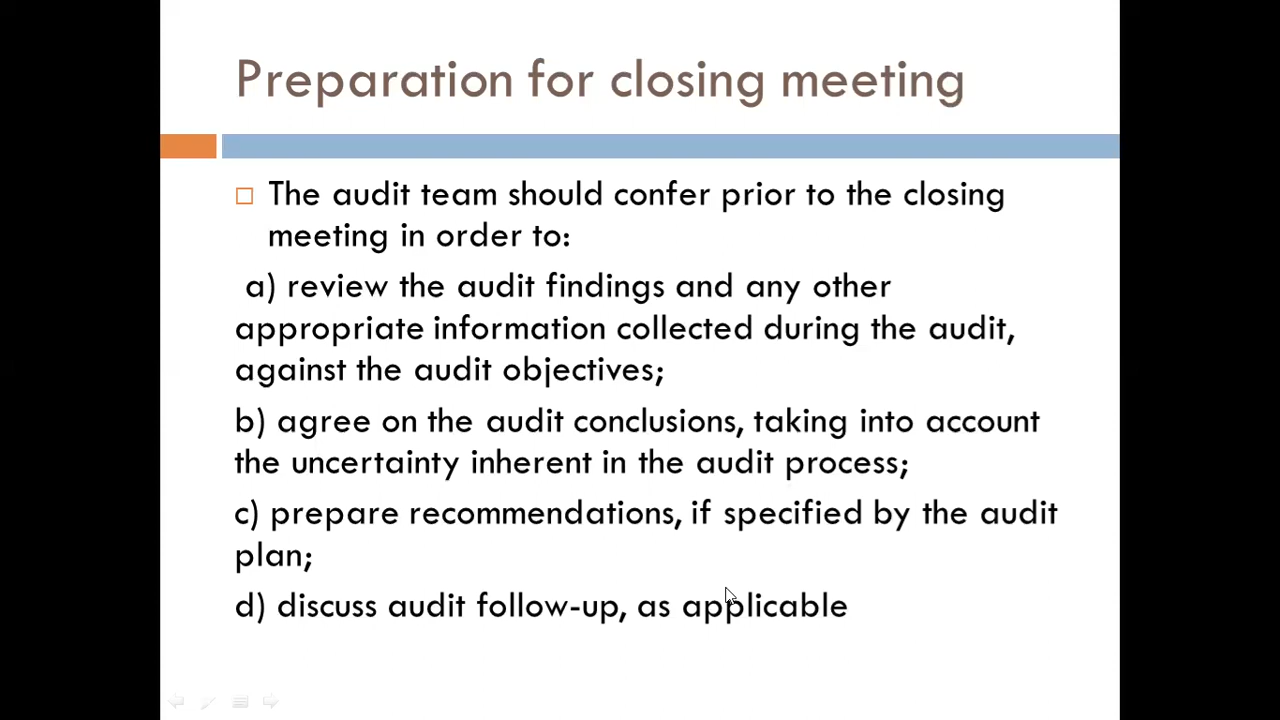 Preparation for closing meeting
The audit team should confer prior to the closing
meeting in order to:
a) review the audit findings and any other
appropriate information collected during the audit,
against the audit objectives;
b) agree on the audit conclusions, taking into account
the uncertainty inherent in the audit process;
c) prepare recommendations, if specified by the audit
plan;
d) discuss audit follow-up, as applicable